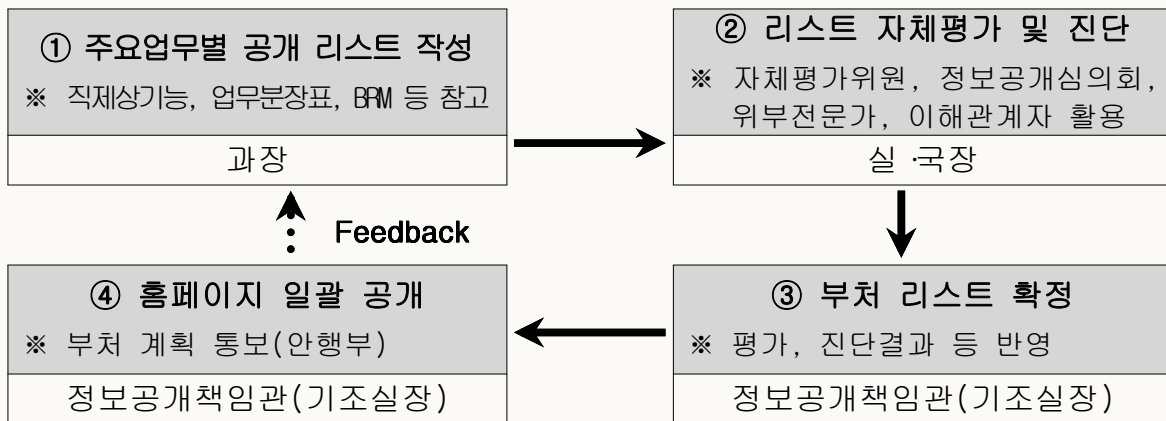 ① 주요업무별 공개 리스트 작성
※ 직제상기능, 업무분장표, BRM 등 참고
과장
② 리스트 자체평가 및 진단
※ 자체평가위원, 정보공개심의회,
위부전문가, 이해관계자 활용
실·국장
Feedback
④ 홈페이지 일괄 공개
※ 부처 계획 통보(안행부)
정보공개책임관(기조실장)
③ 부처 리스트 확정
※ 평가, 진단결과 등 반영
정보공개책임관(기조실장)